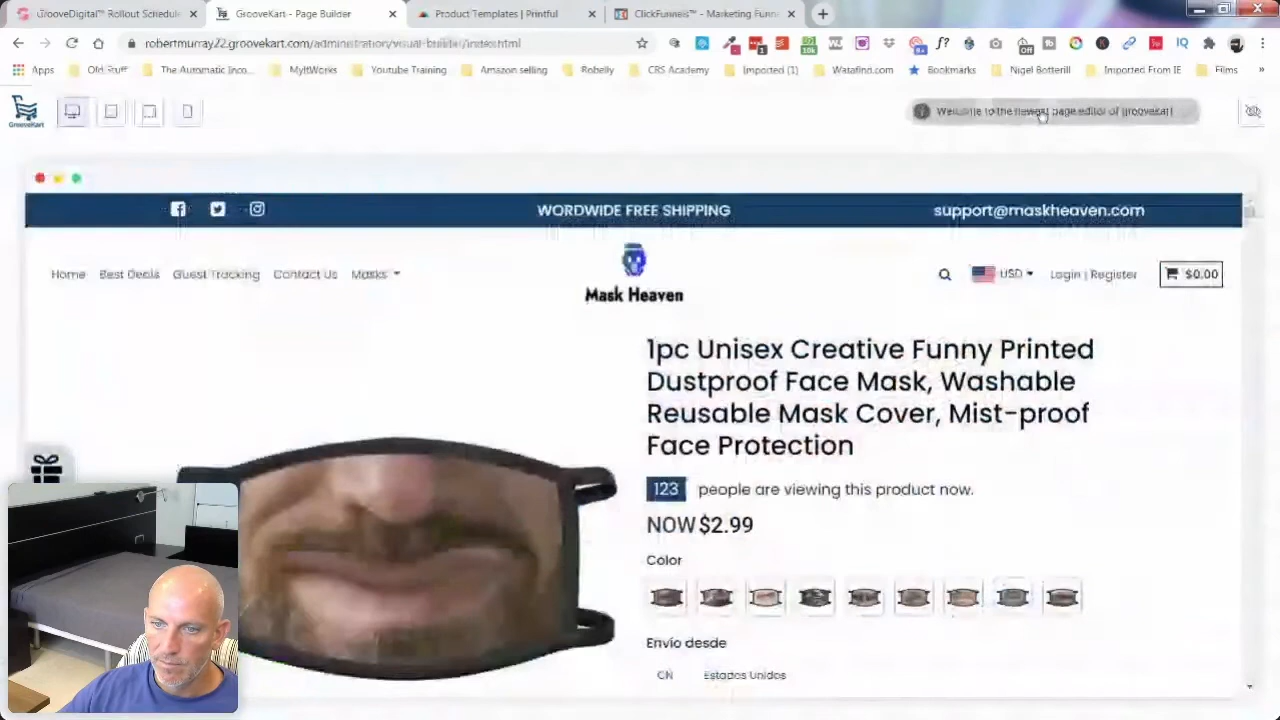 GrooveDigital™ Rollout Schedule
GrooveKart - Page Builder
Product Templates | Printful
ClickFunnels™ - Marketing Funn
robertmurray72.groovekart.com/administration/visual-builder/index.html
Apps
Old Stuff
The Automatic Inco...
MyItWorks
Youtube Training
Amazon selling
Robelly
CRS Academy
Imported (1)
Watafind.com
Bookmarks
Nigel Botterill
Imported From IE
Films
GrooveKart
Welcome to the newest page editor of groovekart
WORDWIDE FREE SHIPPING
support@maskheaven.com
Home
Best Deals
Guest Tracking
Contact Us
Masks
Mask Heaven
USD
Login | Register
$0.00
1pc Unisex Creative Funny Printed
Dustproof Face Mask, Washable
Reusable Mask Cover, Mist-proof
Face Protection
123 people are viewing this product now.
NOW $2.99
Color
Envío desde
CN
Estados Unidos